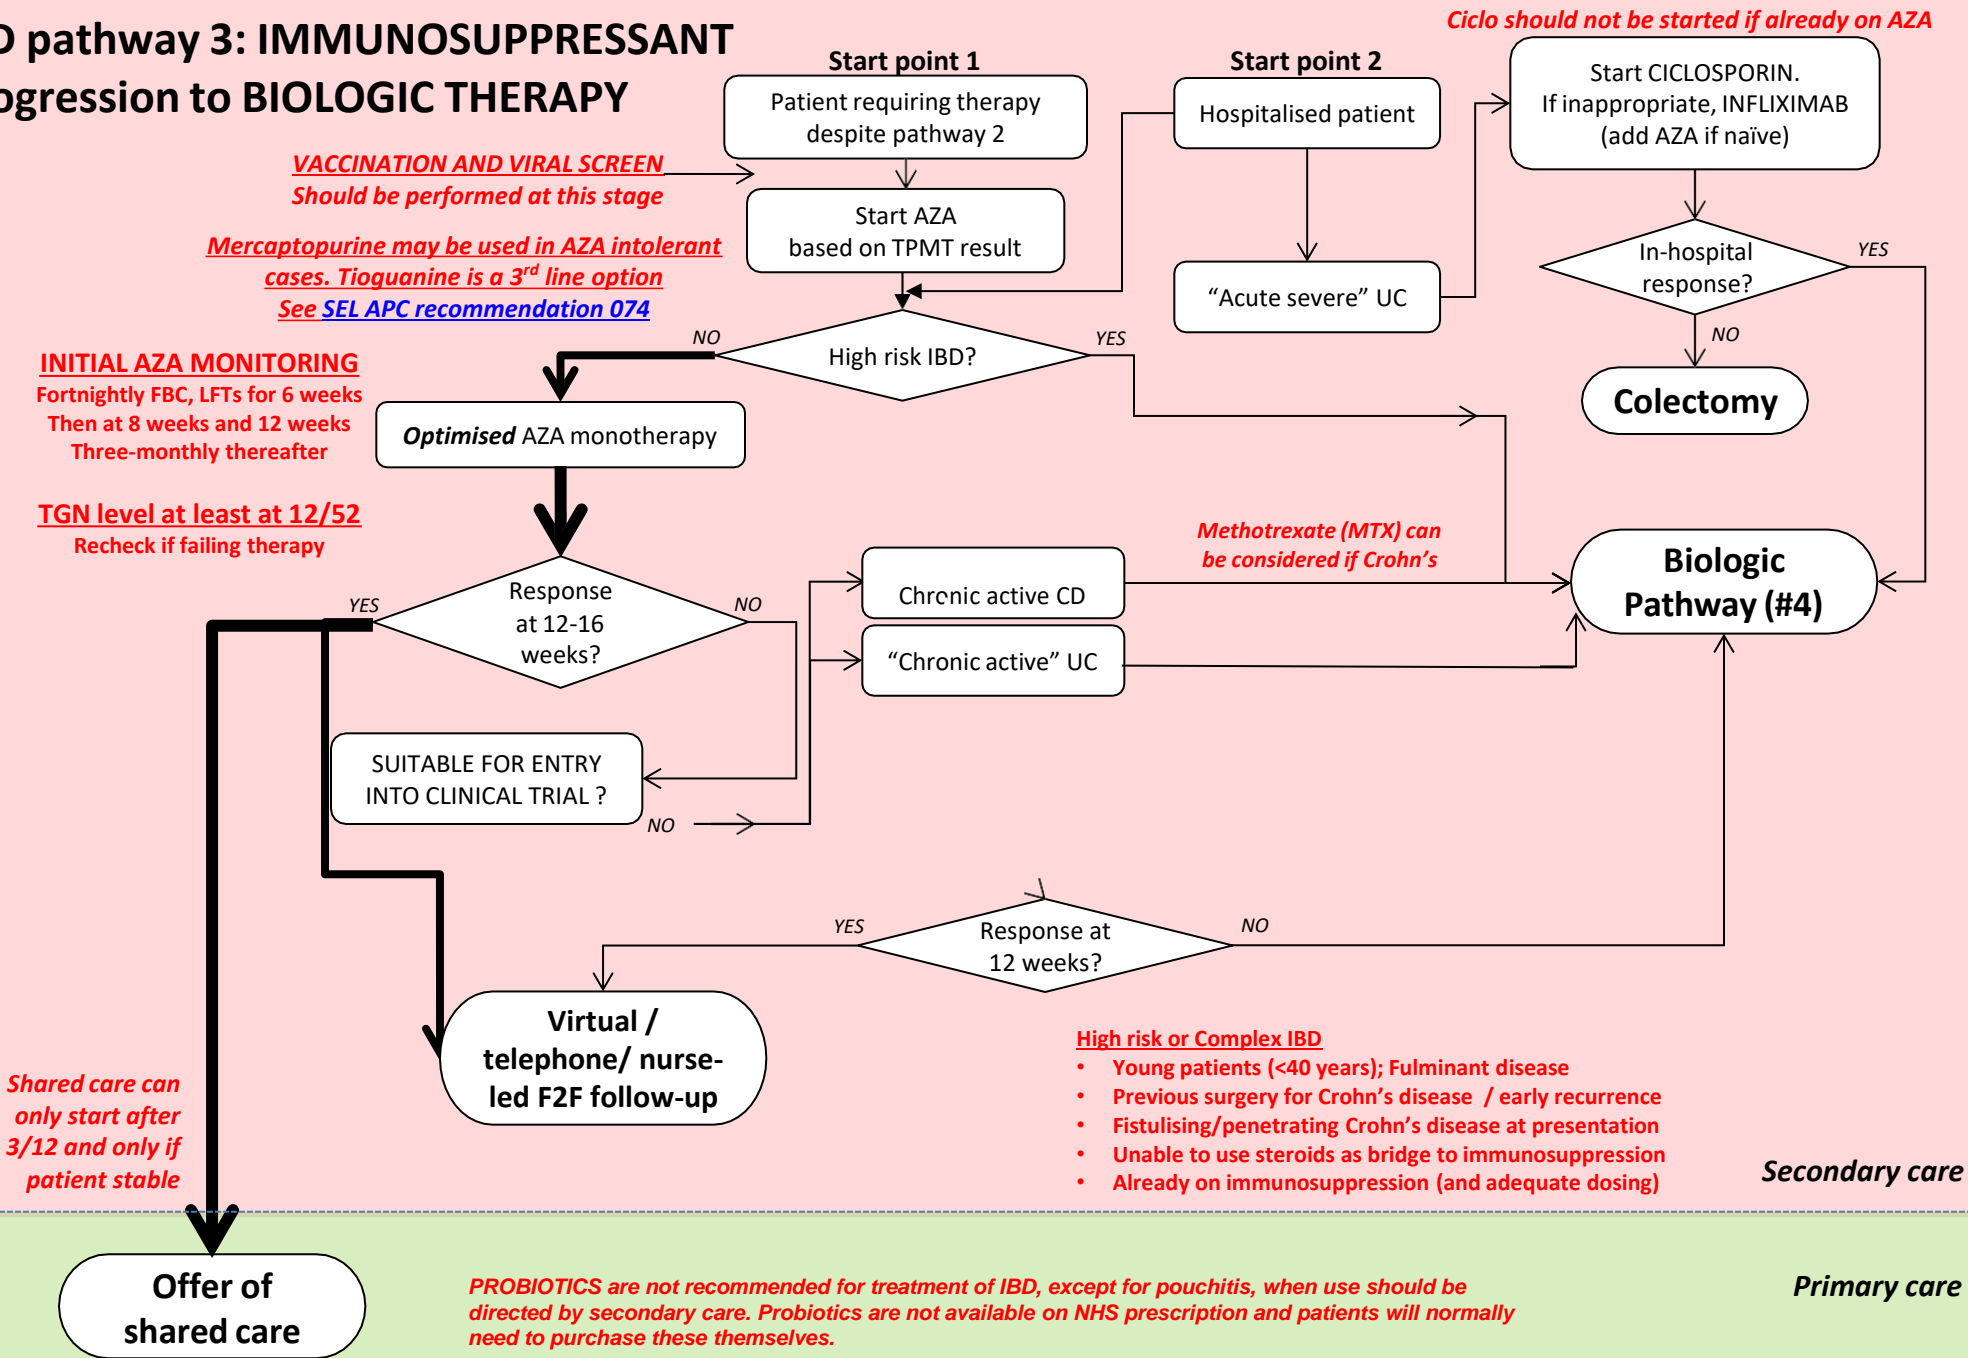 D pathway 3: IMMUNOSUPPRESSANT
ogression to BIOLOGIC THERAPY
Start point 1
Patient requiring therapy
despite pathway 2
Start point 2
Hospitalised patient
Ciclo should not be started if already on AZA
Start CICLOSPORIN.
If inappropriate, INFLIXIMAB
(add AZA if naïve)
VACCINATION AND VIRAL SCREEN
Should be performed at this stage
Start AZA
based on TPMT result
Mercaptopurine may be used in AZA intolerant
cases. Tioguanine is a 3rd line option
See SEL APC recommendation 074
"Acute severe" UC
In-hospital
response?
YES
NO
Colectomy
High risk IBD?
NO
YES
INITIAL AZA MONITORING
Fortnightly FBC, LFTs for 6 weeks
Then at 8 weeks and 12 weeks
Three-monthly thereafter
Optimised AZA monotherapy
TGN level at least at 12/52
Recheck if failing therapy
Response
at 12-16
weeks?
YES
NO
Chronic active CD
"Chronic active" UC
Methotrexate (MTX) can
be considered if Crohn's
Biologic
Pathway (#4)
SUITABLE FOR ENTRY
INTO CLINICAL TRIAL ?
NO
Response at
12 weeks?
YES
NO
Virtual /
telephone/ nurse-
led F2F follow-up
High risk or Complex IBD
• Young patients (<40 years); Fulminant disease
• Previous surgery for Crohn's disease / early recurrence
• Fistulising/penetrating Crohn's disease at presentation
• Unable to use steroids as bridge to immunosuppression
• Already on immunosuppression (and adequate dosing)
Shared care can
only start after
3/12 and only if
patient stable
Secondary care
Offer of
shared care
PROBIOTICS are not recommended for treatment of IBD, except for pouchitis, when use should be
directed by secondary care. Probiotics are not available on NHS prescription and patients will normally
need to purchase these themselves.
Primary care